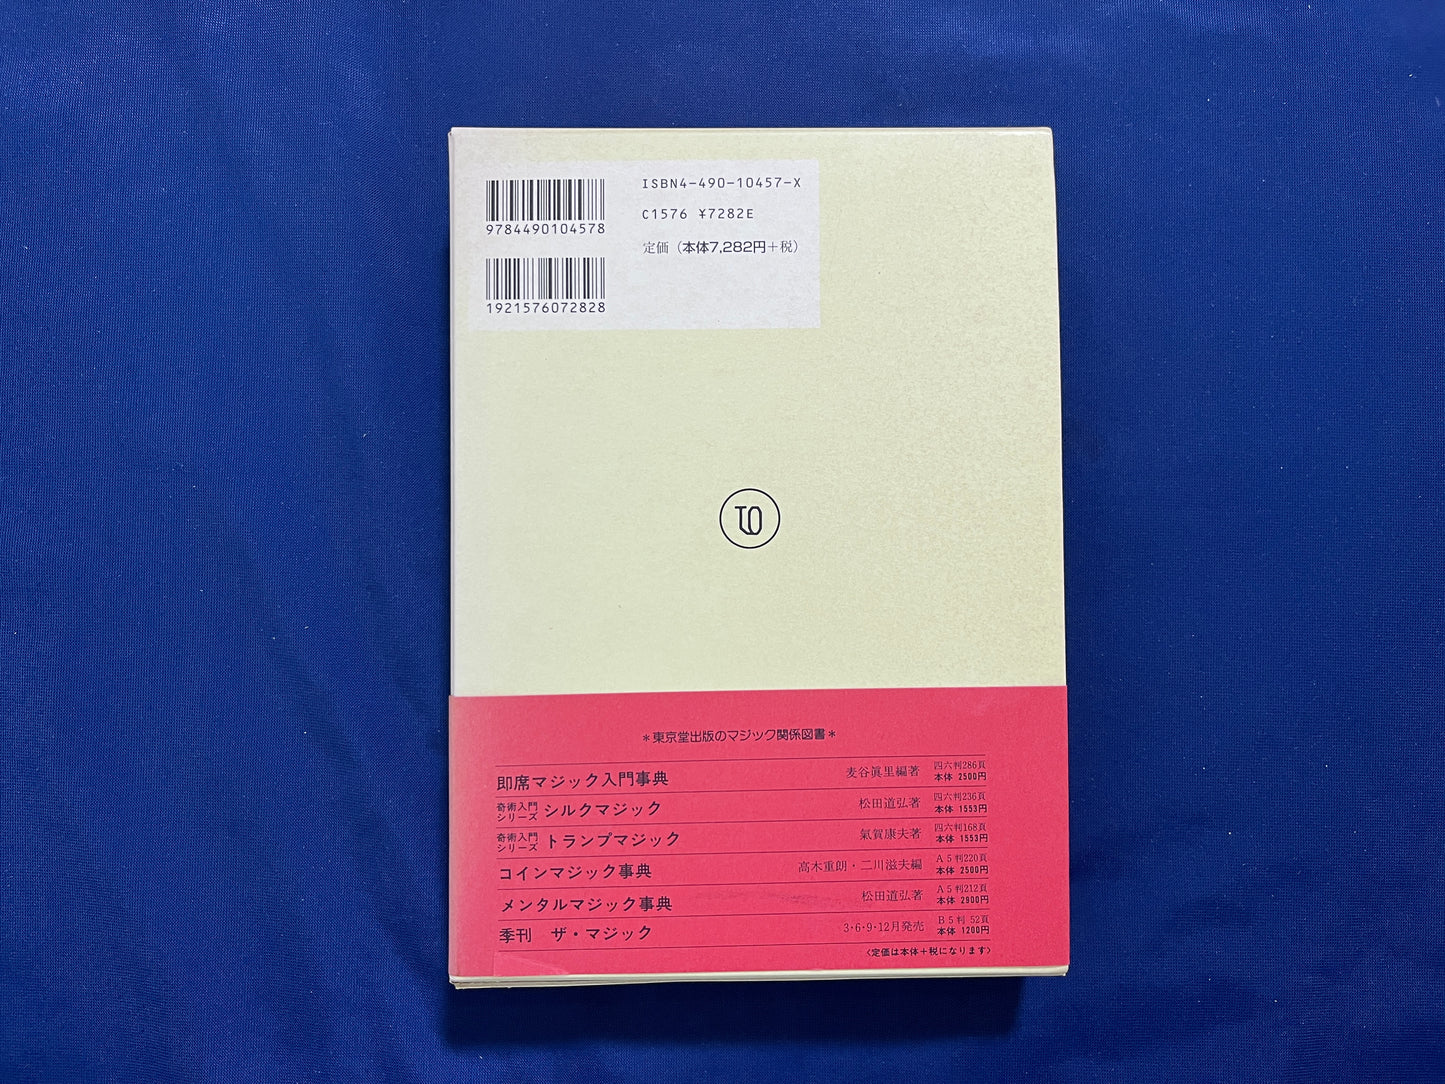 ISBN4-490-10457-X
C1576 ¥7282E
定価（本体7,282円＋税）
9784490104578
1921576072828
TO
＊東京堂出版のマジック関係図書＊
即席マジック入門事典 麦谷眞里編著 四六判286頁 本体 2500円
奇術入門シリーズ シルクマジック 松田道弘著 四六判236頁 本体 1553円
奇術入門シリーズ トランプマジック 氣賀康夫著 四六判168頁 本体 1553円
コインマジック事典 高木重朗・二川滋夫編 A5判220頁 本体 2500円
メンタルマジック事典 松田道弘著 A5判212頁 本体 2900円
季刊 ザ・マジック 3・6・9・12月発売 B5判 52頁 本体 1200円
〈定価は本体＋税になります〉